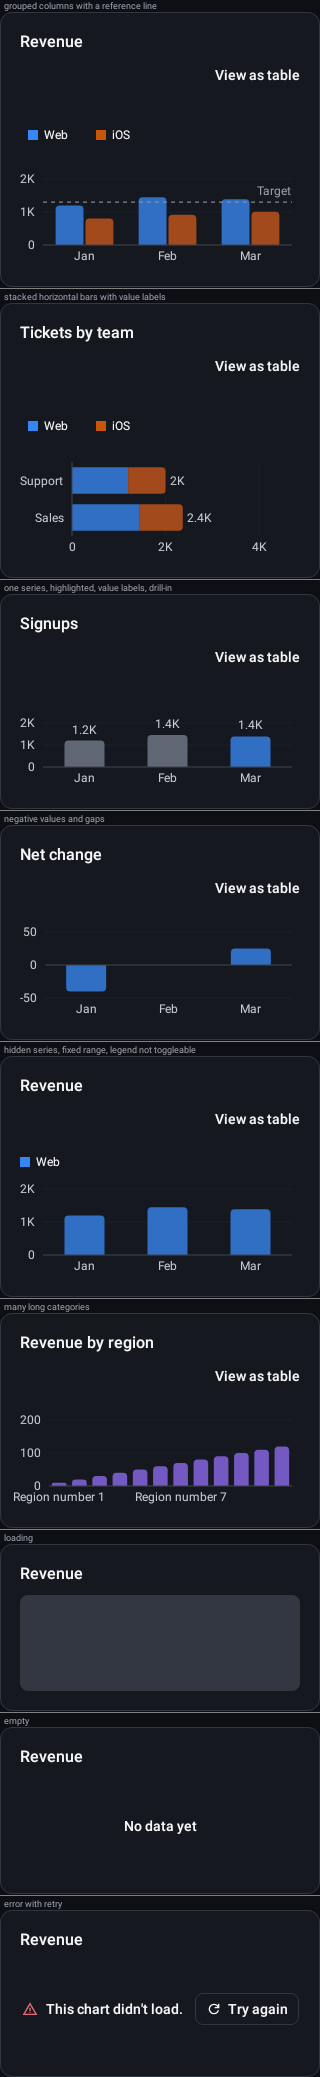 grouped columns with a reference line
Revenue
View as table
Web iOS
2K
Target
1K
0
Jan Feb Mar
stacked horizontal bars with value labels
Tickets by team
View as table
Web iOS
Support 2K
Sales 2.4K
0 2K 4K
one series, highlighted, value labels, drill-in
Signups
View as table
2K 1.2K 1.4K 1.4K
1K
0
Jan Feb Mar
negative values and gaps
Net change
View as table
50
0
-50
Jan Feb Mar
hidden series, fixed range, legend not toggleable
Revenue
View as table
Web
2K
1K
0
Jan Feb Mar
many long categories
Revenue by region
View as table
200
100
0
Region number 1 Region number 7
loading
Revenue
empty
Revenue
No data yet
error with retry
Revenue
This chart didn't load. Try again